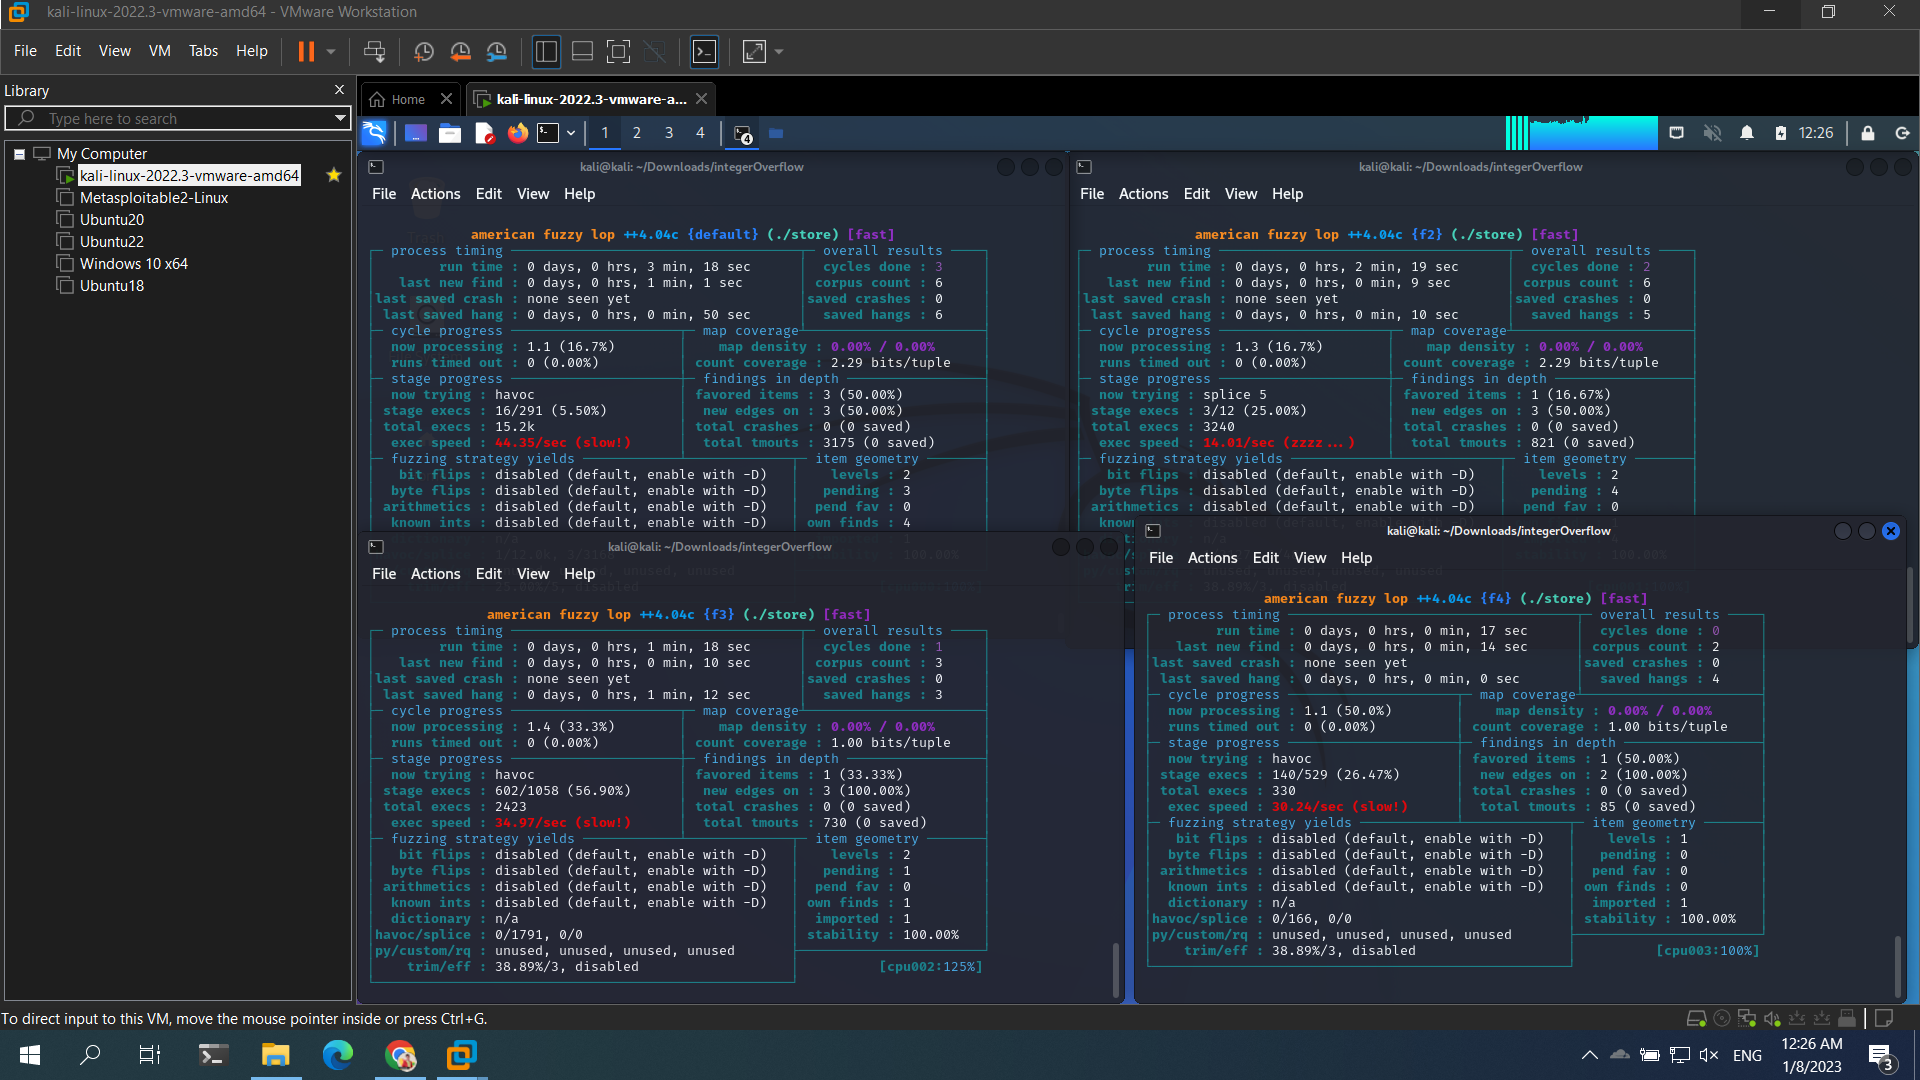 kali-linux-2022.3-vmware-amd64 - VMware Workstation
File Edit View VM Tabs Help
Library
Type here to search
My Computer
kali-linux-2022.3-vmware-amd64
Metasploitable2-Linux
Ubuntu20
Ubuntu22
Windows 10 x64
Ubuntu18
Home
kali-linux-2022.3-vmware-a...
1 2 3 4
4
12:26
kali@kali: ~/Downloads/integerOverflow
File Actions Edit View Help
american fuzzy lop ++4.04c {default} (./store) [fast]
process timing overall results
run time : 0 days, 0 hrs, 3 min, 18 sec cycles done : 3
last new find : 0 days, 0 hrs, 1 min, 1 sec corpus count : 6
last saved crash : none seen yet saved crashes : 0
last saved hang : 0 days, 0 hrs, 0 min, 50 sec saved hangs : 6
cycle progress map coverage
now processing : 1.1 (16.7%) map density : 0.00% / 0.00%
runs timed out : 0 (0.00%) count coverage : 2.29 bits/tuple
stage progress findings in depth
now trying : havoc favored items : 3 (50.00%)
stage execs : 16/291 (5.50%) new edges on : 3 (50.00%)
total execs : 15.2k total crashes : 0 (0 saved)
exec speed : 44.35/sec (slow!) total tmouts : 3175 (0 saved)
fuzzing strategy yields item geometry
bit flips : disabled (default, enable with -D) levels : 2
byte flips : disabled (default, enable with -D) pending : 3
arithmetics : disabled (default, enable with -D) pend fav : 0
known ints : disabled (default, enable with -D) own finds : 4
kali@kali: ~/Downloads/integerOverflow
File Actions Edit View Help
american fuzzy lop ++4.04c {f2} (./store) [fast]
process timing overall results
run time : 0 days, 0 hrs, 2 min, 19 sec cycles done : 2
last new find : 0 days, 0 hrs, 0 min, 9 sec corpus count : 6
last saved crash : none seen yet saved crashes : 0
last saved hang : 0 days, 0 hrs, 0 min, 10 sec saved hangs : 5
cycle progress map coverage
now processing : 1.3 (16.7%) map density : 0.00% / 0.00%
runs timed out : 0 (0.00%) count coverage : 2.29 bits/tuple
stage progress findings in depth
now trying : splice 5 favored items : 1 (16.67%)
stage execs : 3/12 (25.00%) new edges on : 3 (50.00%)
total execs : 3240 total crashes : 0 (0 saved)
exec speed : 14.01/sec (zzzz...) total tmouts : 821 (0 saved)
fuzzing strategy yields item geometry
bit flips : disabled (default, enable with -D) levels : 2
byte flips : disabled (default, enable with -D) pending : 4
arithmetics : disabled (default, enable with -D) pend fav : 0
kali@kali: ~/Downloads/integerOverflow
File Actions Edit View Help
american fuzzy lop ++4.04c {f3} (./store) [fast]
process timing overall results
run time : 0 days, 0 hrs, 1 min, 18 sec cycles done : 1
last new find : 0 days, 0 hrs, 0 min, 10 sec corpus count : 3
last saved crash : none seen yet saved crashes : 0
last saved hang : 0 days, 0 hrs, 1 min, 12 sec saved hangs : 3
cycle progress map coverage
now processing : 1.4 (33.3%) map density : 0.00% / 0.00%
runs timed out : 0 (0.00%) count coverage : 1.00 bits/tuple
stage progress findings in depth
now trying : havoc favored items : 1 (33.33%)
stage execs : 602/1058 (56.90%) new edges on : 3 (100.00%)
total execs : 2423 total crashes : 0 (0 saved)
exec speed : 34.97/sec (slow!) total tmouts : 730 (0 saved)
fuzzing strategy yields item geometry
bit flips : disabled (default, enable with -D) levels : 2
byte flips : disabled (default, enable with -D) pending : 1
arithmetics : disabled (default, enable with -D) pend fav : 0
known ints : disabled (default, enable with -D) own finds : 1
dictionary : n/a imported : 1
havoc/splice : 0/1791, 0/0 stability : 100.00%
py/custom/rq : unused, unused, unused, unused
trim/eff : 38.89%/3, disabled [cpu002:125%]
kali@kali: ~/Downloads/integerOverflow
File Actions Edit View Help
american fuzzy lop ++4.04c {f4} (./store) [fast]
process timing overall results
run time : 0 days, 0 hrs, 0 min, 17 sec cycles done : 0
last new find : 0 days, 0 hrs, 0 min, 14 sec corpus count : 2
last saved crash : none seen yet saved crashes : 0
last saved hang : 0 days, 0 hrs, 0 min, 0 sec saved hangs : 4
cycle progress map coverage
now processing : 1.1 (50.0%) map density : 0.00% / 0.00%
runs timed out : 0 (0.00%) count coverage : 1.00 bits/tuple
stage progress findings in depth
now trying : havoc favored items : 1 (50.00%)
stage execs : 140/529 (26.47%) new edges on : 2 (100.00%)
total execs : 330 total crashes : 0 (0 saved)
exec speed : 30.24/sec (slow!) total tmouts : 85 (0 saved)
fuzzing strategy yields item geometry
bit flips : disabled (default, enable with -D) levels : 1
byte flips : disabled (default, enable with -D) pending : 0
arithmetics : disabled (default, enable with -D) pend fav : 0
known ints : disabled (default, enable with -D) own finds : 0
dictionary : n/a imported : 1
havoc/splice : 0/166, 0/0 stability : 100.00%
py/custom/rq : unused, unused, unused, unused
trim/eff : 38.89%/3, disabled [cpu003:100%]
To direct input to this VM, move the mouse pointer inside or press Ctrl+G.
ENG
12:26 AM
1/8/2023
3